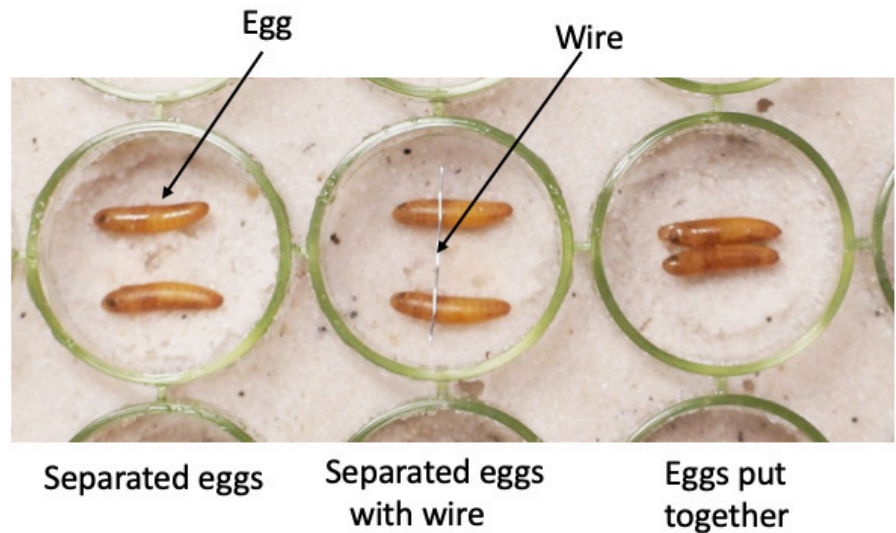 Egg
Wire
Separated eggs
Separated eggs
with wire
Eggs put
together